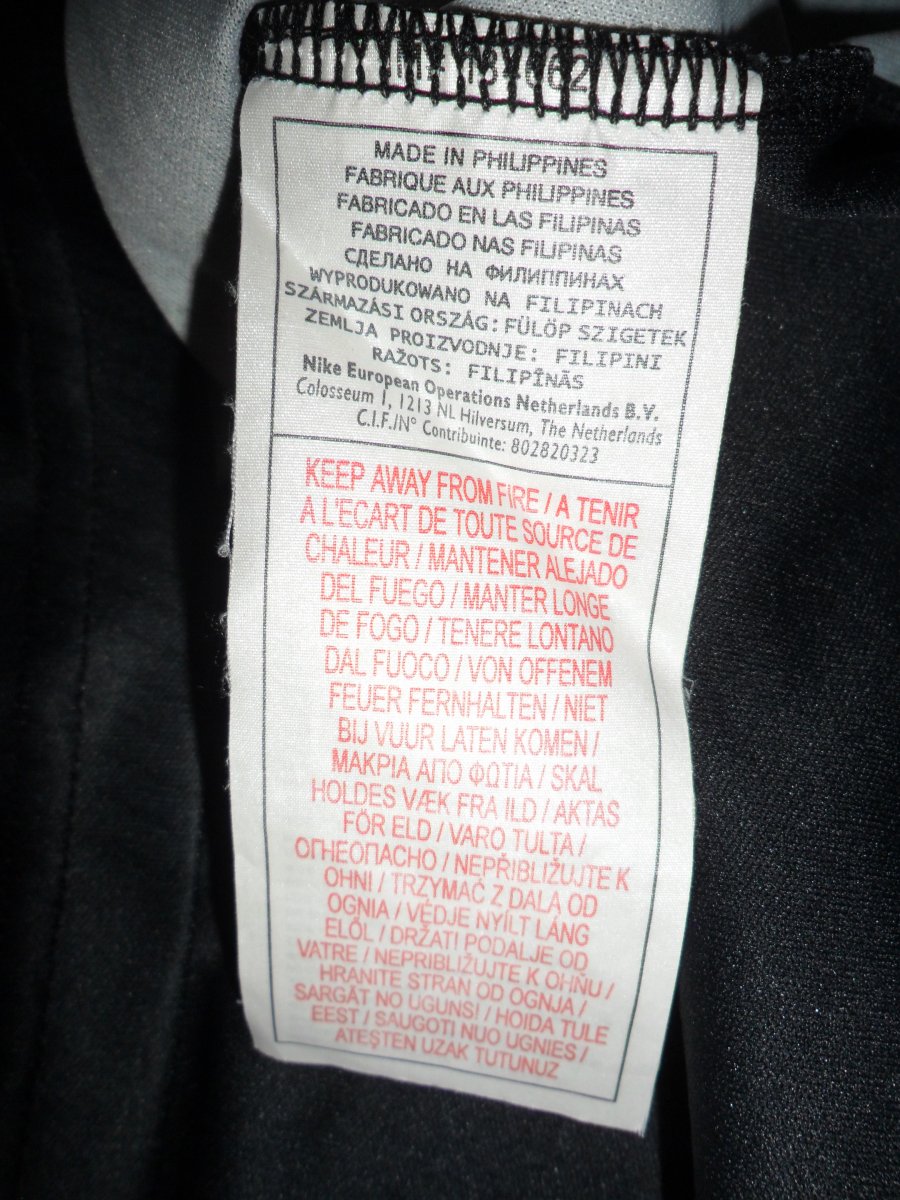 MADE IN PHILIPPINES
FABRIQUE AUX PHILIPPINES
FABRICADO EN LAS FILIPINAS
FABRICADO NAS FILIPINAS
СДЕЛАНО НА ФИЛИППИНАХ
WYPRODUKOWANO NA FILIPINACH
SZÁRMAZÁSI ORSZÁG: FÜLÖP SZIGETEK
ZEMLJA PROIZVODNJE: FILIPINI
RAŽOTS: FILIPĪNĀS
Nike European Operations Netherlands B.V.
Colosseum 1, 1213 NL Hilversum, The Netherlands
C.I.F./N° Contribuinte: 802820323
KEEP AWAY FROM FIRE / A TENIR
A L'ECART DE TOUTE SOURCE DE
CHALEUR / MANTENER ALEJADO
DEL FUEGO / MANTER LONGE
DE FOGO / TENERE LONTANO
DAL FUOCO / VON OFFENEM
FEUER FERNHALTEN / NIET
BIJ VUUR LATEN KOMEN /
ΜΑΚΡΙΑ ΑΠΟ ΦΩΤΙΑ / SKAL
HOLDES VÆK FRA ILD / AKTAS
FÖR ELD / VARO TULTA /
ОГНЕОПАСНО / NEPŘIBLIŽUJTE K
OHNI / TRZYMAĆ Z DALA OD
OGNIA / VÉDJE NYÍLT LÁNG
ELŐL / DRŽATI PODALJE OD
VATRE / NEPRIBLIŽUJTE K OHŇU /
HRANITE STRAN OD OGNJA /
SARGĀT NO UGUNS! / HOIDA TULE
EEST / SAUGOTI NUO UGNIES /
ATEŞTEN UZAK TUTUNUZ